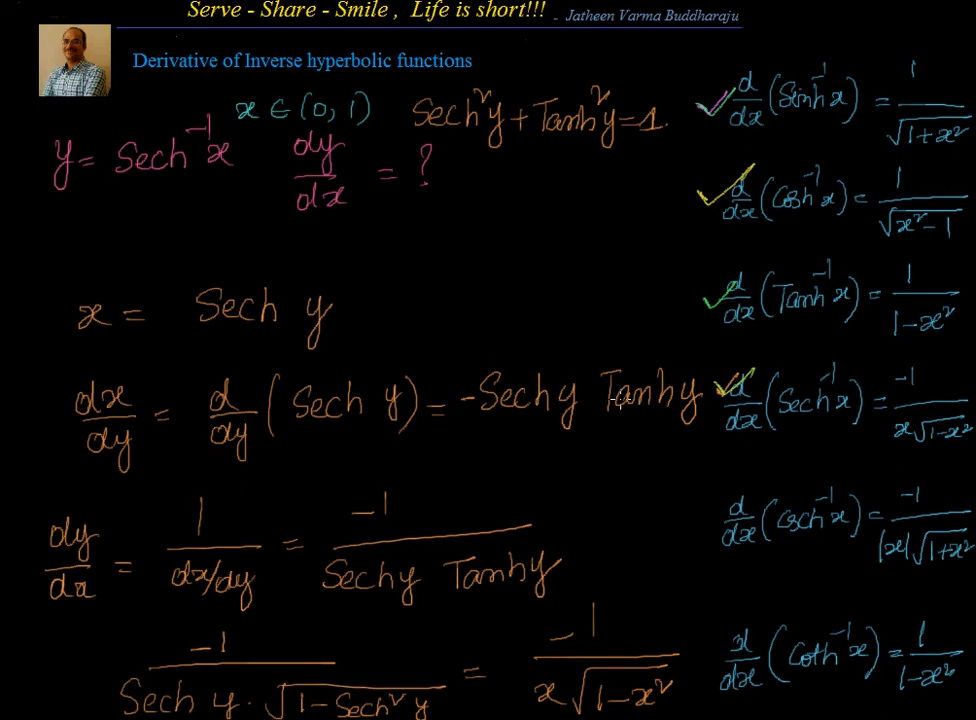 Serve - Share - Smile , Life is short!!! - Jatheen Varma Buddharaju
Derivative of Inverse hyperbolic functions
x ∈ (0, 1)
Sech²y + Tanh²y = 1.
y = Sech⁻¹x dy/dx = ?
x = Sech y
dx/dy = d/dy (Sech y) = -Sechy Tanhy
dy/dx = 1/(dx/dy) = -1/(Sechy Tanhy)
-1/(Sech y . √(1-Sech²y)) = -1/(x√(1-x²))
d/dx (Sinh⁻¹x) = 1/√(1+x²)
d/dx (Cosh⁻¹x) = 1/√(x²-1)
d/dx (Tanh⁻¹x) = 1/(1-x²)
d/dx (Sech⁻¹x) = -1/(x√(1-x²))
d/dx (Csch⁻¹x) = -1/(|x|√(1+x²))
d/dx (Coth⁻¹x) = 1/(1-x²)